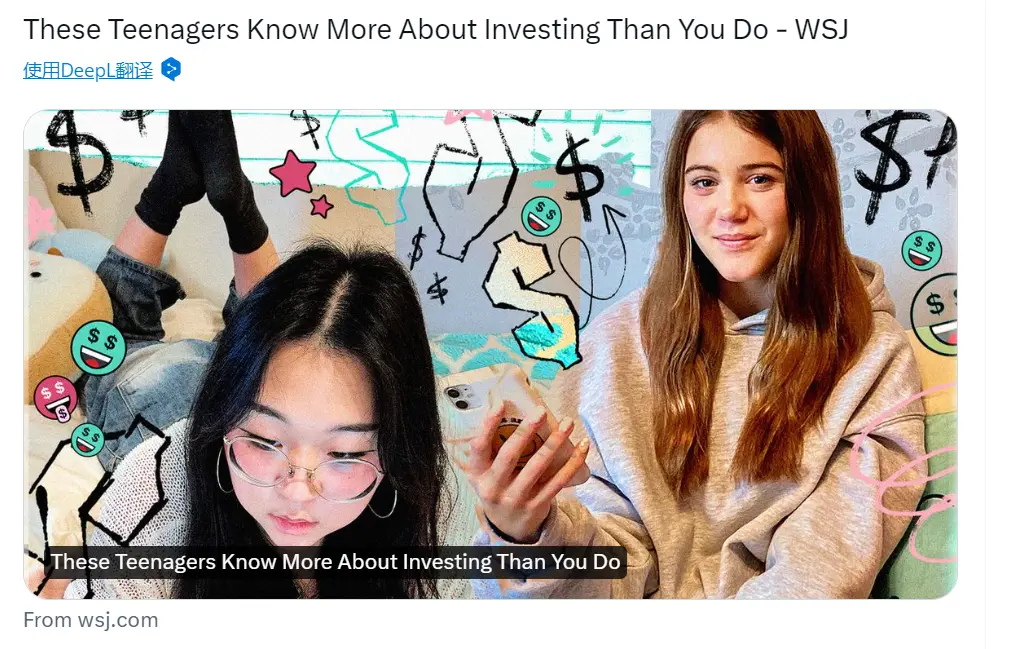 These Teenagers Know More About Investing Than You Do - WSJ
使用DeepL翻译
These Teenagers Know More About Investing Than You Do
From wsj.com